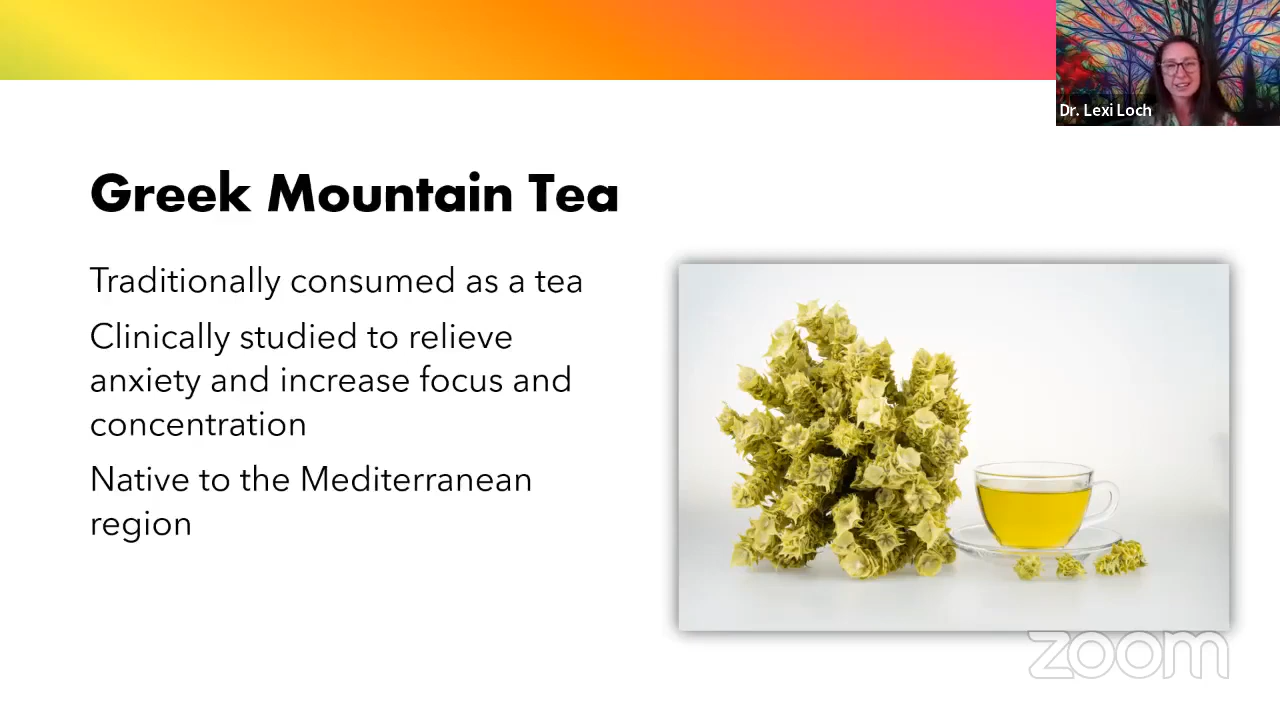 Dr. Lexi Loch
Greek Mountain Tea
Traditionally consumed as a tea
Clinically studied to relieve
anxiety and increase focus and
concentration
Native to the Mediterranean
region
zoom